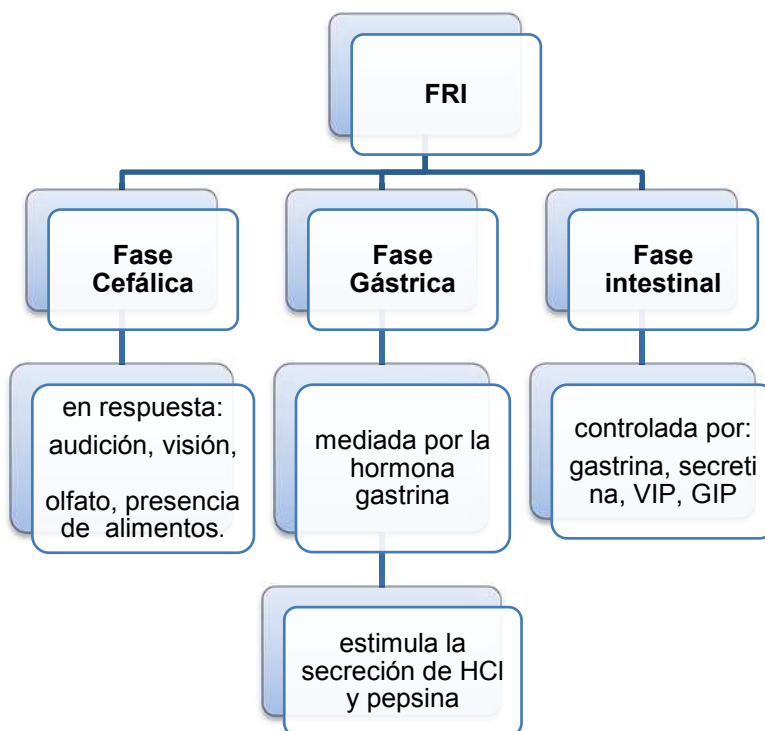 FRI
Fase
Cefálica
en respuesta:
audición, visión,
olfato, presencia
de alimentos.
Fase
Gástrica
mediada por la
hormona
gastrina
estimula la
secreción de HCl
y pepsina
Fase
intestinal
controlada por:
gastrina, secreti
na, VIP, GIP